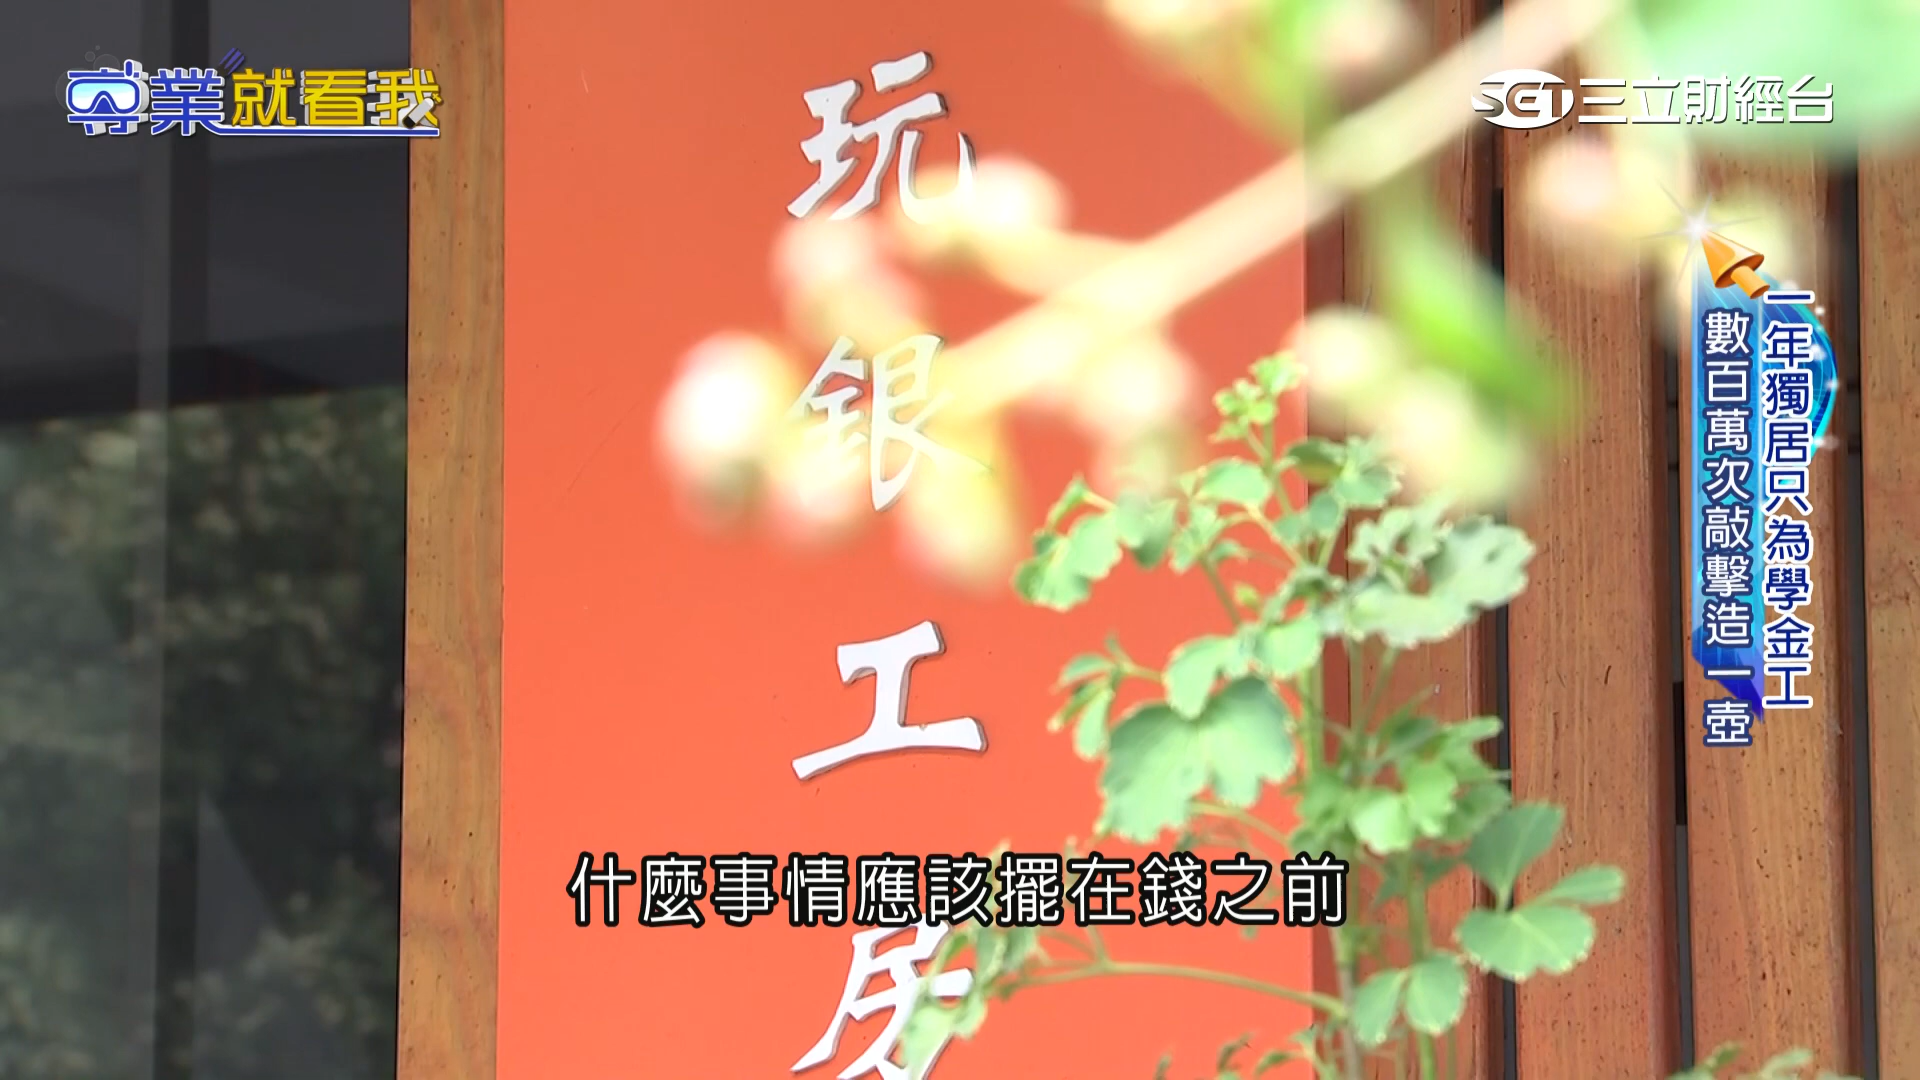 專業就看我
SET三立財經台
玩銀工房
一年獨居只為學金工
數百萬次敲擊造一壺
什麼事情應該擺在錢之前